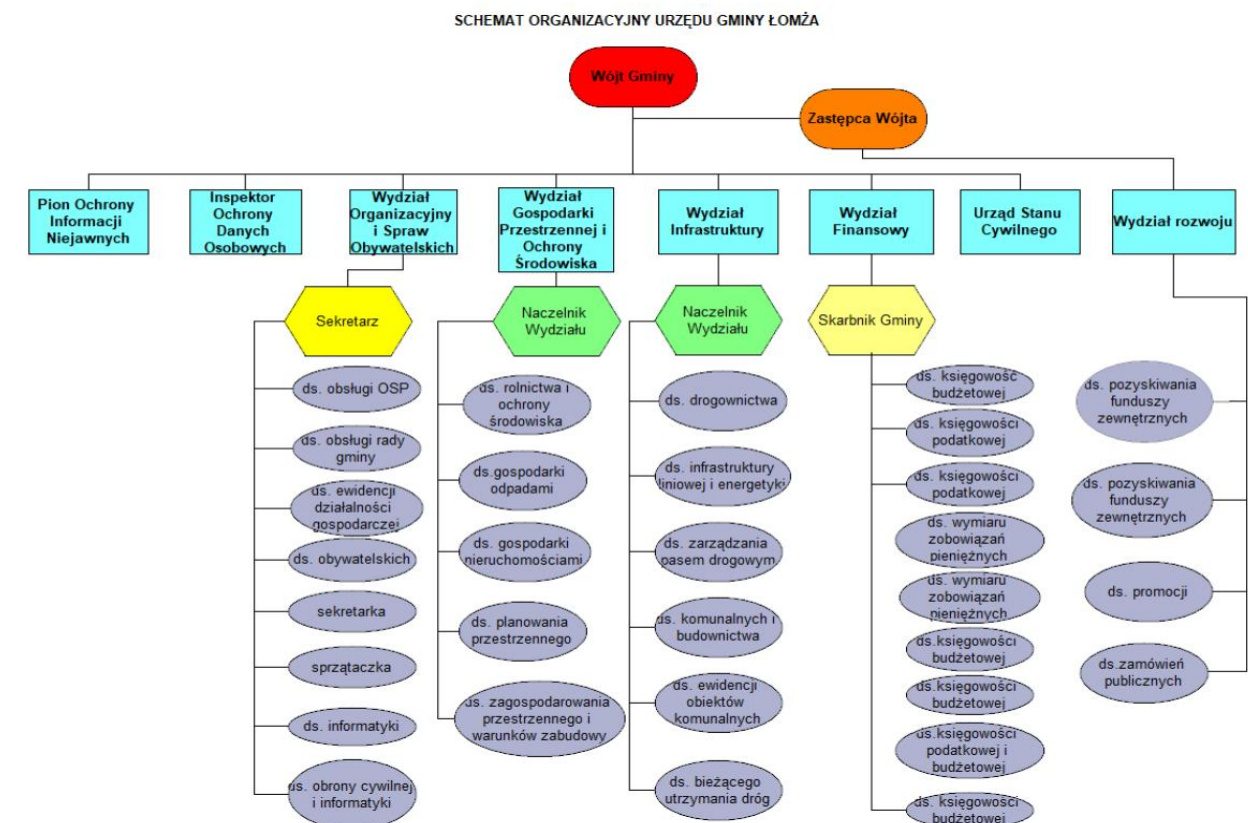 SCHEMAT ORGANIZACYJNY URZĘDU GMINY ŁOMŻA
Wójt Gminy
Zastępca Wójta
Pion Ochrony
Informacji
Niejawnych
Inspektor
Ochrony
Danych
Osobowych
Wydział
Organizacyjny
i Spraw
Obywatelskich
Wydział
Gospodarki
Przestrzennej i
Ochrony
Środowiska
Wydział
Infrastruktury
Wydział
Finansowy
Urząd Stanu
Cywilnego
Wydział rozwoju
Sekretarz
ds. obsługi OSP
ds. obsługi rady
gminy
ds. ewidencji
działalności
gospodarczej
ds. obywatelskich
sekretarka
sprzątaczka
ds. informatyki
ds. obrony cywilnej
i informatyki
Naczelnik
Wydziału
ds. rolnictwa i
ochrony
środowiska
ds.gospodarki
odpadami
ds. gospodarki
nieruchomościami
ds. planowania
przestrzennego
ds. zagospodarowania
przestrzennego i
warunków zabudowy
Naczelnik
Wydziału
ds. drogownictwa
ds. infrastruktury
liniowej i energetyki
ds. zarządzania
pasem drogowym
ds. komunalnych i
budownictwa
ds. ewidencji
obiektów
komunalnych
ds. bieżącego
utrzymania dróg
Skarbnik Gminy
ds. księgowość
budżetowej
ds. księgowości
podatkowej
ds. księgowości
podatkowej
ds. wymiaru
zobowiązań
pieniężnych
ds. wymiaru
zobowiązań
pieniężnych
ds.księgowości
budżetowej
ds.księgowości
budżetowej
ds.księgowości
podatkowej i
budżetowej
ds. księgowości
budżetowej
ds. pozyskiwania
funduszy
zewnętrznych
ds. pozyskiwania
funduszy
zewnętrznych
ds. promocji
ds.zamówień
publicznych